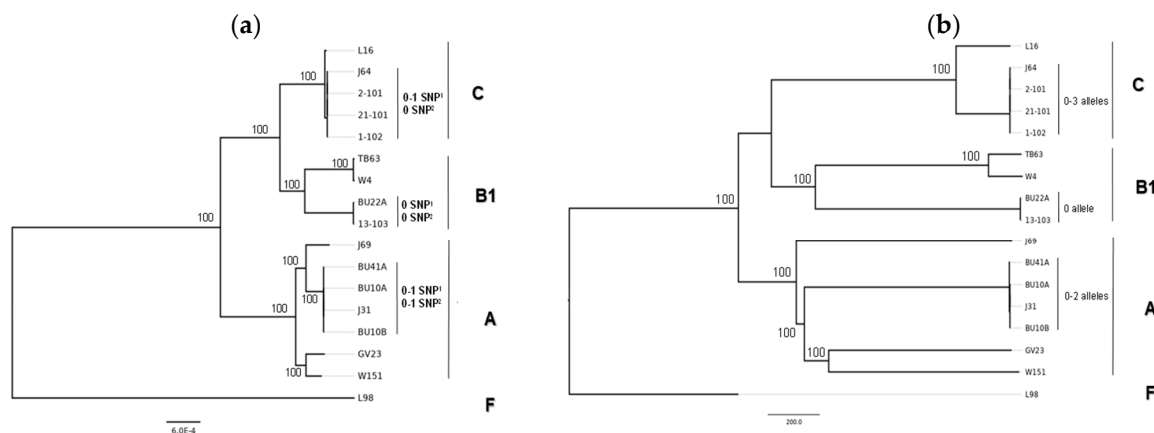 (a)
100
100
100
100
100
100
100
100
100
L16
J64
2-101
21-101
1-102
TB63
W4
BU22A
13-103
J69
BU41A
BU10A
J31
BU10B
GV23
W151
L98
0-1 SNP¹
0 SNP²
0 SNP¹
0 SNP²
0-1 SNP¹
0-1 SNP²
C
B1
A
F
6.0E-4
(b)
100
100
100
100
100
100
100
L16
J64
2-101
21-101
1-102
TB63
W4
BU22A
13-103
J69
BU41A
BU10A
J31
BU10B
GV23
W151
L98
0-3 alleles
0 allele
0-2 alleles
C
B1
A
F
200.0